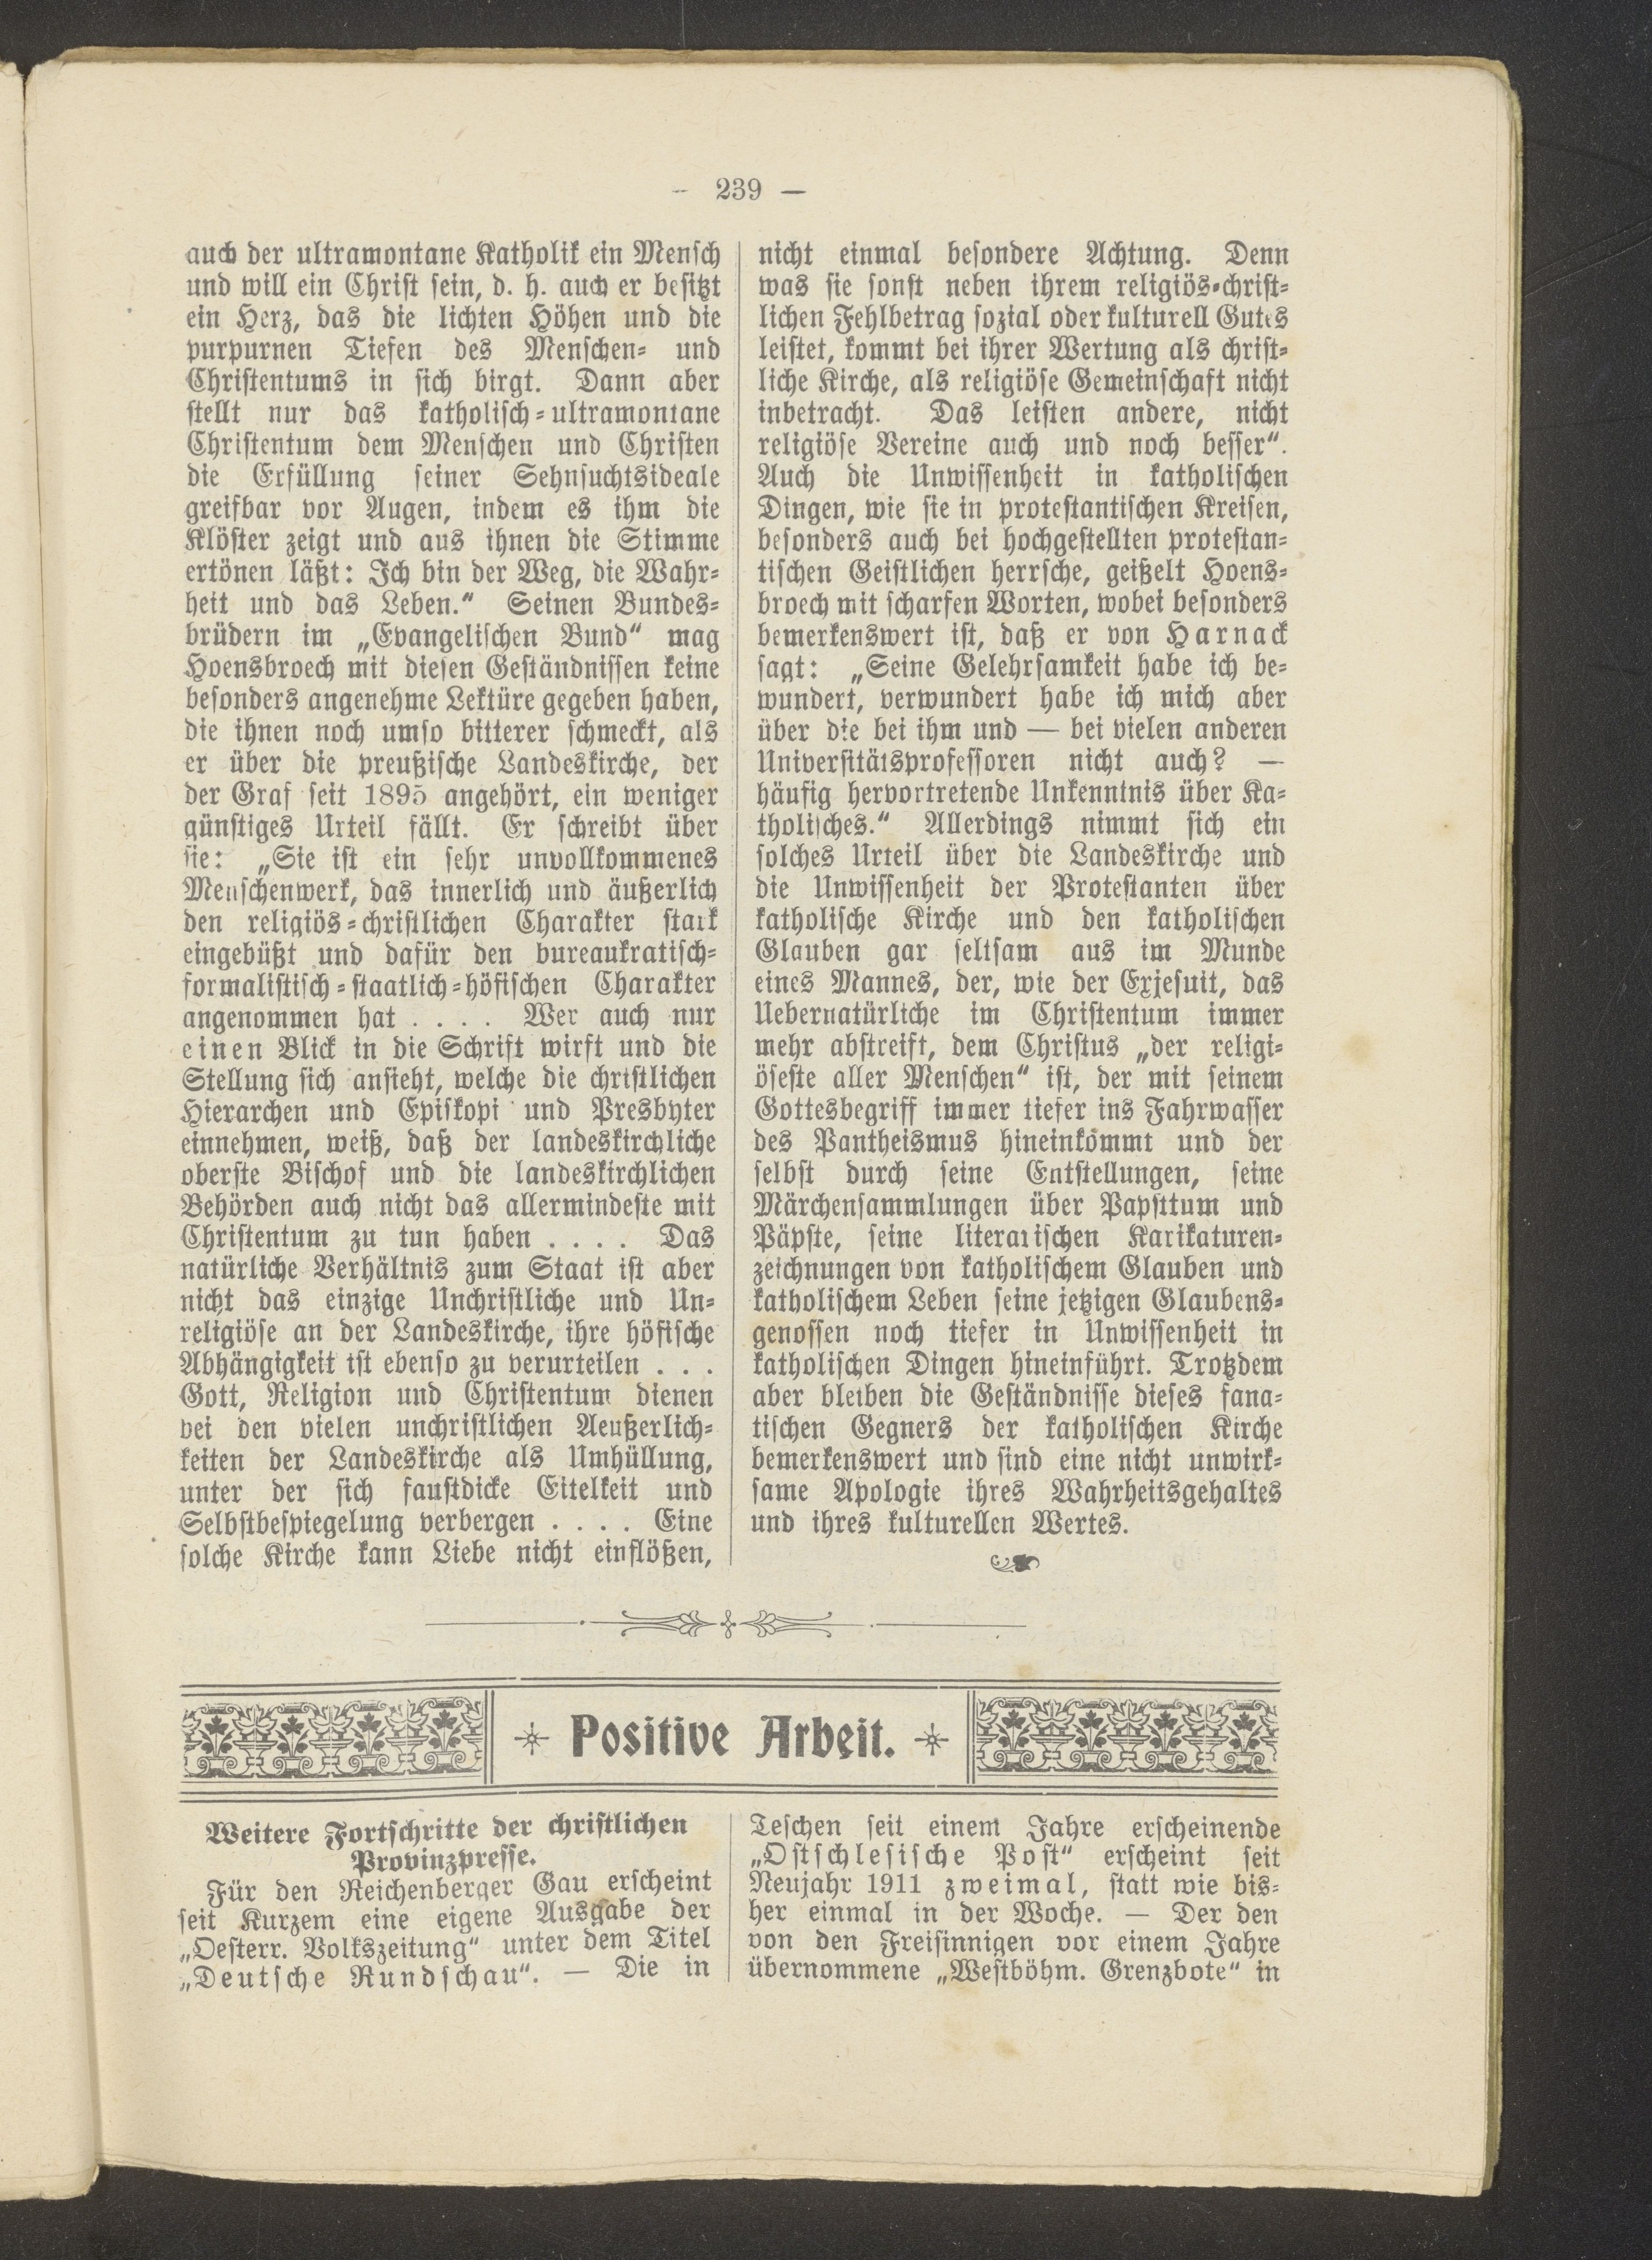 — 239 —
auch der ultramontane Katholik ein Mensch
und will ein Christ sein, d. h. auch er besitzt
ein Herz, das die lichten Höhen und die
purpurnen Tiefen des Menschen- und
Christentums in sich birgt. Dann aber
stellt nur das katholisch-ultramontane
Christentum dem Menschen und Christen
die Erfüllung seiner Sehnsuchtsideale
greifbar vor Augen, indem es ihm die
Klöster zeigt und aus ihnen die Stimme
ertönen läßt: Ich bin der Weg, die Wahr-
heit und das Leben.“ Seinen Bundes-
brüdern im „Evangelischen Bund“ mag
Hoensbroech mit diesen Geständnissen keine
besonders angenehme Lektüre gegeben haben,
die ihnen noch umso bitterer schmeckt, als
er über die preußische Landeskirche, der
der Graf seit 1895 angehört, ein weniger
günstiges Urteil fällt. Er schreibt über
sie: „Sie ist ein sehr unvollkommenes
Menschenwerk, das innerlich und äußerlich
den religiös-christlichen Charakter stark
eingebüßt und dafür den bureaukratisch-
formalistisch-staatlich-höfischen Charakter
angenommen hat . . . . Wer auch nur
einen Blick in die Schrift wirft und die
Stellung sich ansieht, welche die christlichen
Hierarchen und Episkopi und Presbyter
einnehmen, weiß, daß der landeskirchliche
oberste Bischof und die landeskirchlichen
Behörden auch nicht das allermindeste mit
Christentum zu tun haben . . . . Das
natürliche Verhältnis zum Staat ist aber
nicht das einzige Unchristliche und Un-
religiöse an der Landeskirche, ihre höfische
Abhängigkeit ist ebenso zu verurteilen . . .
Gott, Religion und Christentum dienen
bei den vielen unchristlichen Aeußerlich-
keiten der Landeskirche als Umhüllung,
unter der sich faustdicke Eitelkeit und
Selbstbespiegelung verbergen . . . . Eine
solche Kirche kann Liebe nicht einflößen,
nicht einmal besondere Achtung. Denn
was sie sonst neben ihrem religiös-christ-
lichen Fehlbetrag sozial oder kulturell Gutes
leistet, kommt bei ihrer Wertung als christ-
liche Kirche, als religiöse Gemeinschaft nicht
inbetracht. Das leisten andere, nicht
religiöse Vereine auch und noch besser“.
Auch die Unwissenheit in katholischen
Dingen, wie sie in protestantischen Kreisen,
besonders auch bei hochgestellten protestan-
tischen Geistlichen herrsche, geißelt Hoens-
broech mit scharfen Worten, wobei besonders
bemerkenswert ist, daß er von Harnack
sagt: „Seine Gelehrsamkeit habe ich be-
wundert, verwundert habe ich mich aber
über die bei ihm und — bei vielen anderen
Universitätsprofessoren nicht auch? —
häufig hervortretende Unkenntnis über Ka-
tholisches.“ Allerdings nimmt sich ein
solches Urteil über die Landeskirche und
die Unwissenheit der Protestanten über
katholische Kirche und den katholischen
Glauben gar seltsam aus im Munde
eines Mannes, der, wie der Exjesuit, das
Uebernatürliche im Christentum immer
mehr abstreift, dem Christus „der religi-
öseste aller Menschen“ ist, der mit seinem
Gottesbegriff immer tiefer ins Fahrwasser
des Pantheismus hineinkommt und der
selbst durch seine Entstellungen, seine
Märchensammlungen über Papsttum und
Päpste, seine literarischen Karikaturen-
zeichnungen von katholischem Glauben und
katholischem Leben seine jetzigen Glaubens-
genossen noch tiefer in Unwissenheit in
katholischen Dingen hineinführt. Trotzdem
aber bleiben die Geständnisse dieses fana-
tischen Gegners der katholischen Kirche
bemerkenswert und sind eine nicht unwirk-
same Apologie ihres Wahrheitsgehaltes
und ihres kulturellen Wertes.
Positive Arbeit.
Weitere Fortschritte der christlichen
Provinzpresse.
Für den Reichenberger Gau erscheint
seit Kurzem eine eigene Ausgabe der
„Oesterr. Volkszeitung“ unter dem Titel
„Deutsche Rundschau“. — Die in
Teschen seit einem Jahre erscheinende
„Ostschlesische Post“ erscheint seit
Neujahr 1911 zweimal, statt wie bis-
her einmal in der Woche. — Der den
von den Freisinnigen vor einem Jahre
übernommene „Westböhm. Grenzbote“ in